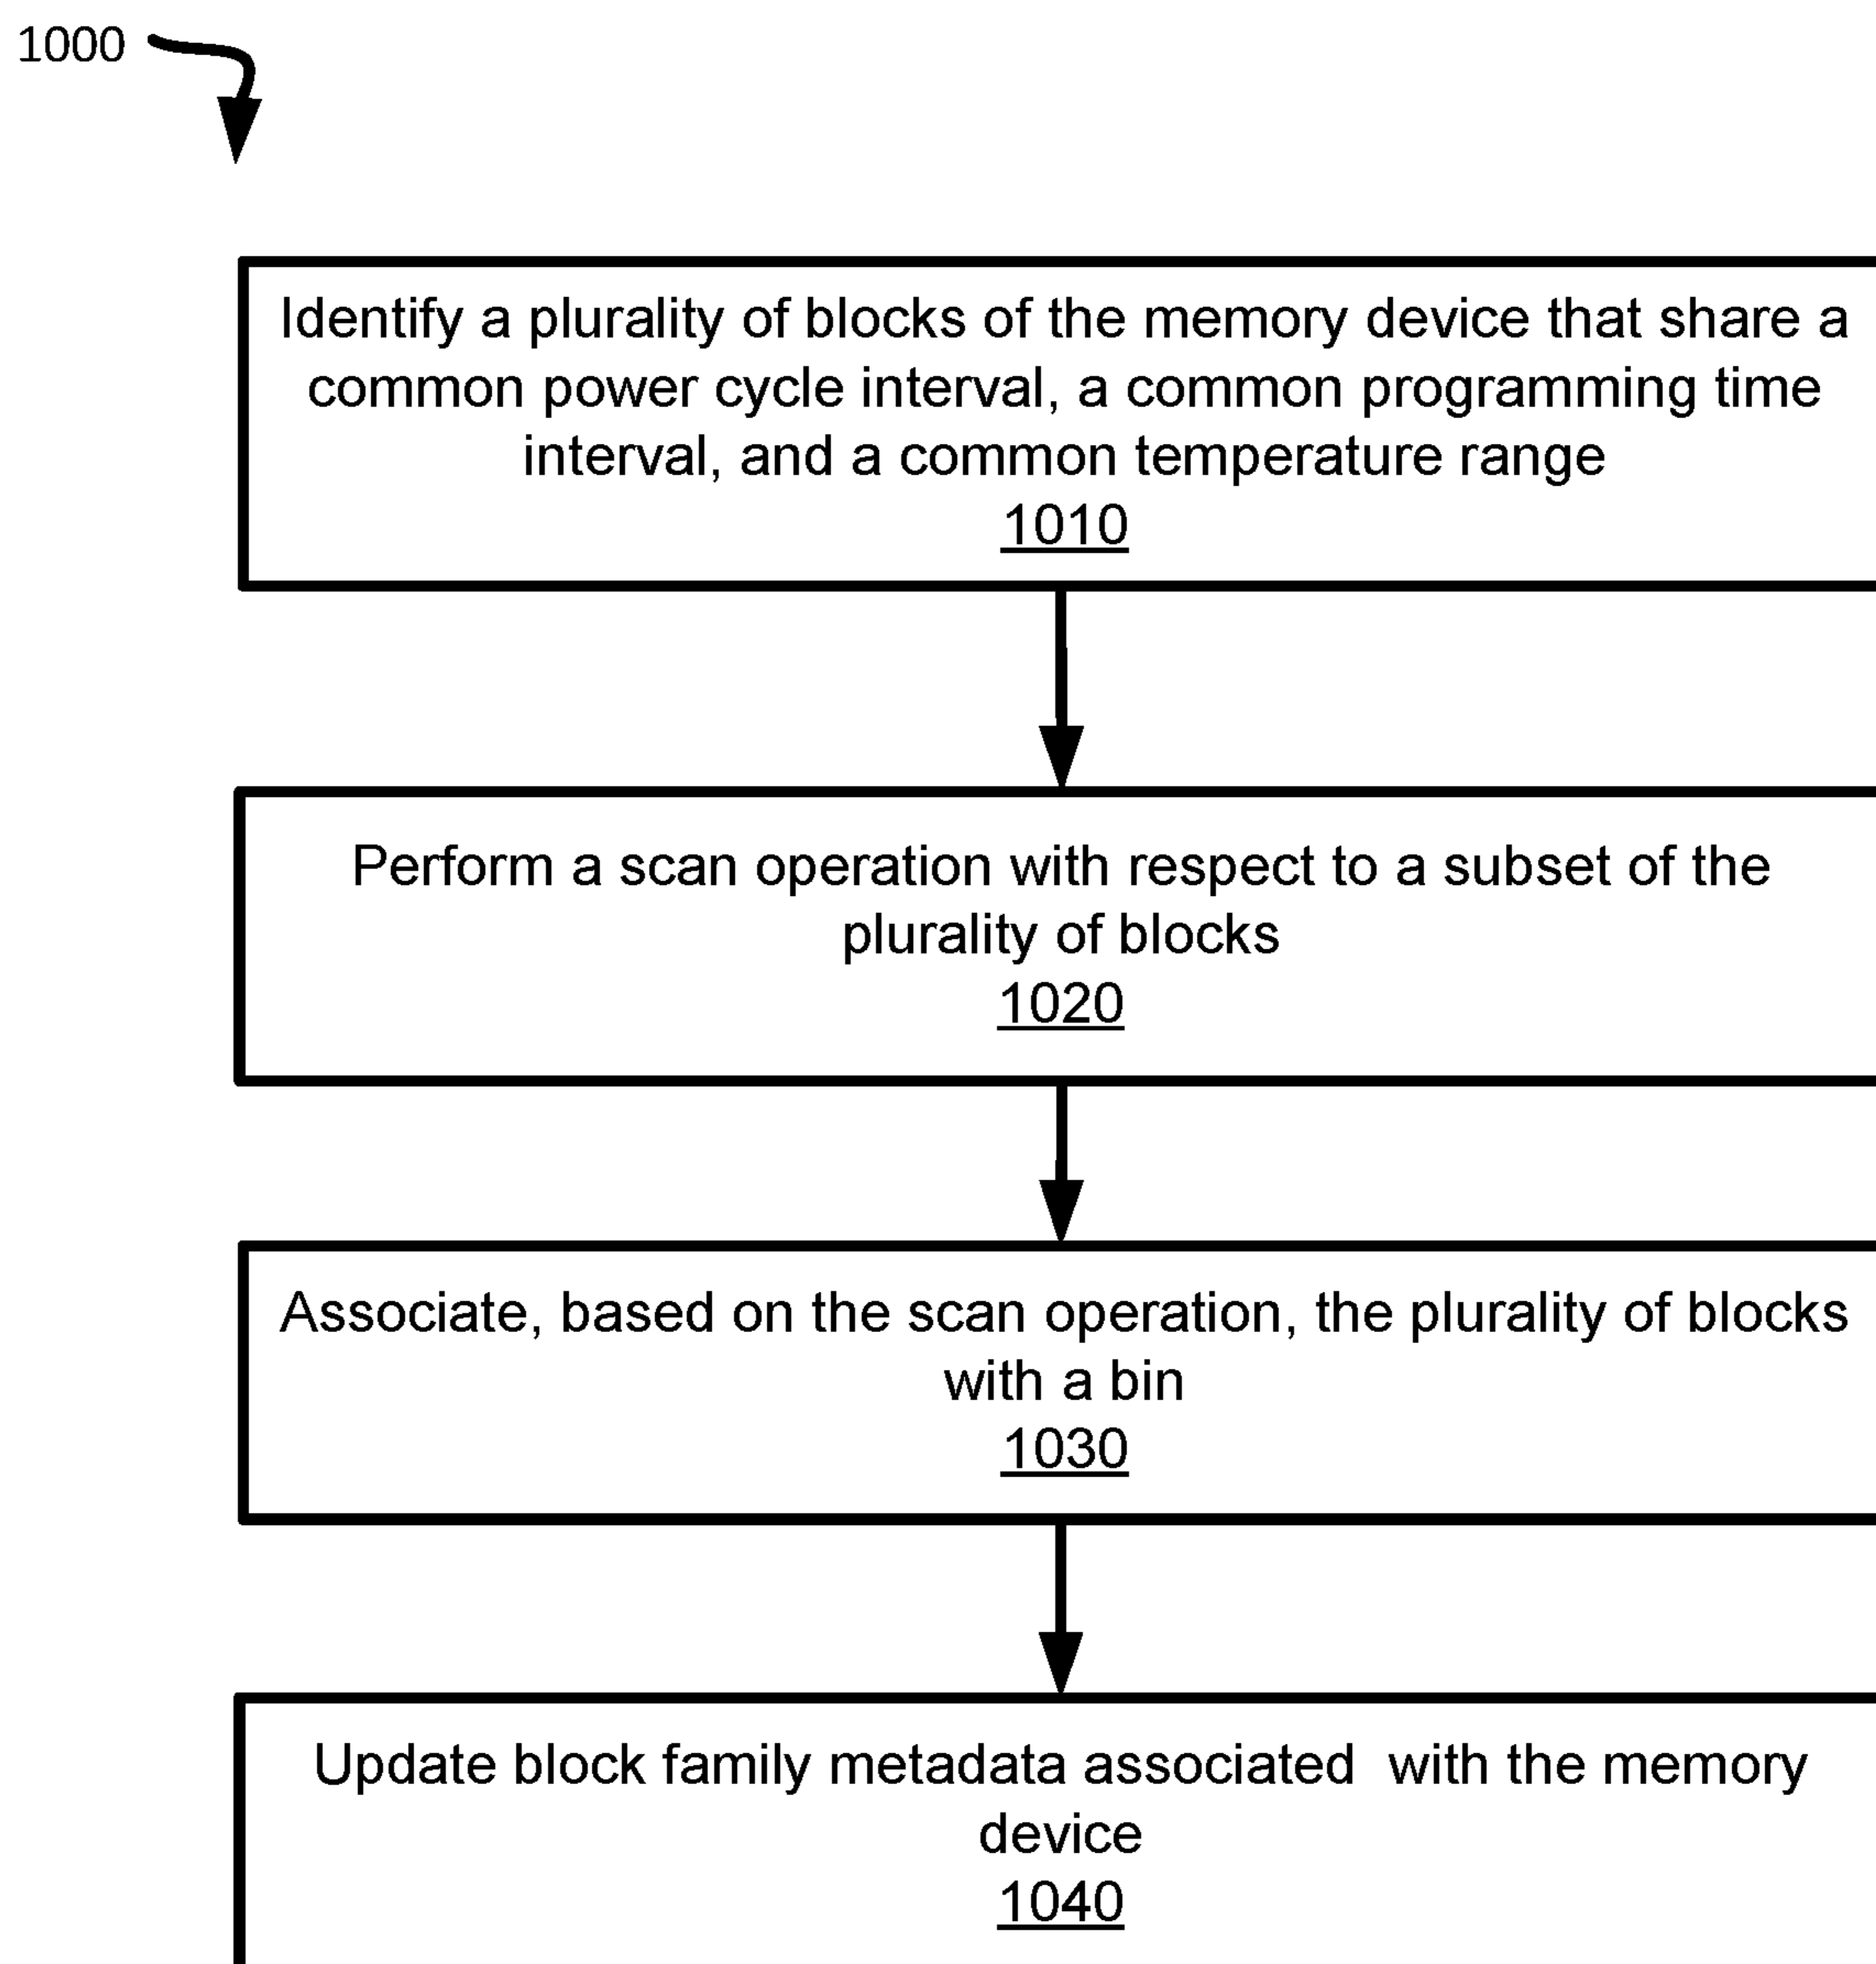 1000
Identify a plurality of blocks of the memory device that share a
common power cycle interval, a common programming time
interval, and a common temperature range
1010
Perform a scan operation with respect to a subset of the
plurality of blocks
1020
Associate, based on the scan operation, the plurality of blocks
with a bin
1030
Update block family metadata associated  with the memory
device
1040